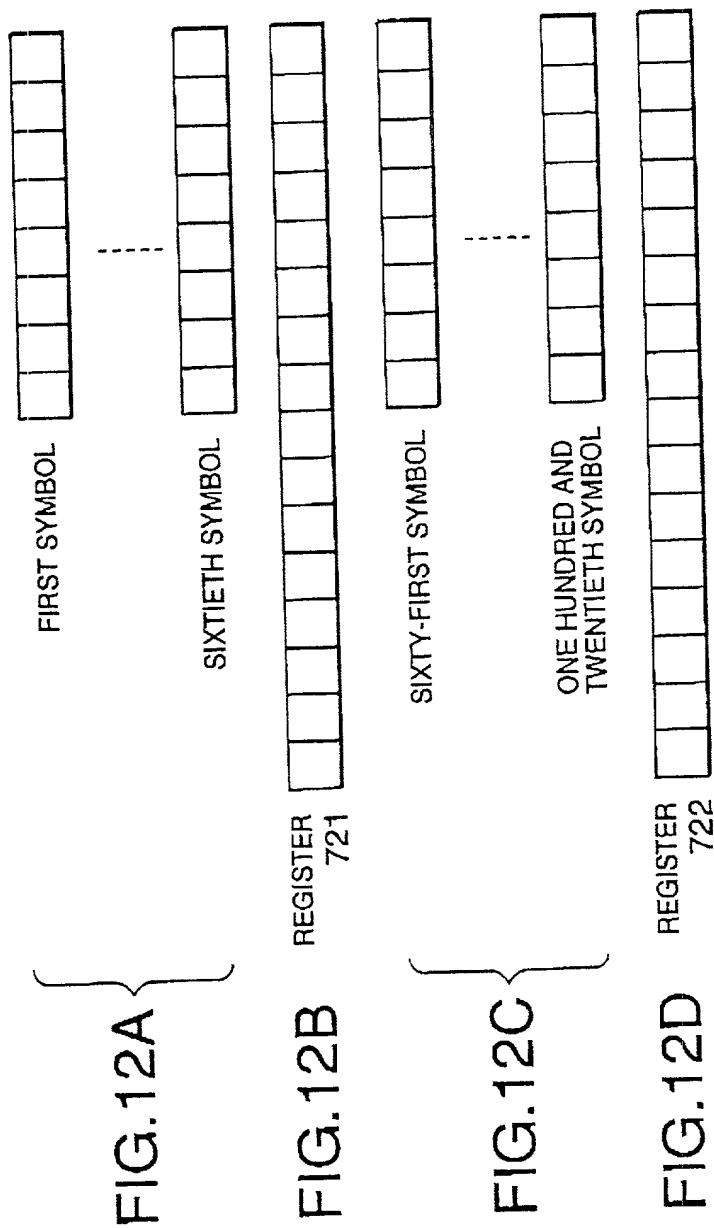 FIG.12A
FIRST SYMBOL
SIXTIETH SYMBOL
FIG.12B
REGISTER
721
FIG.12C
SIXTY-FIRST SYMBOL
ONE HUNDRED AND
TWENTIETH SYMBOL
FIG.12D
REGISTER
722